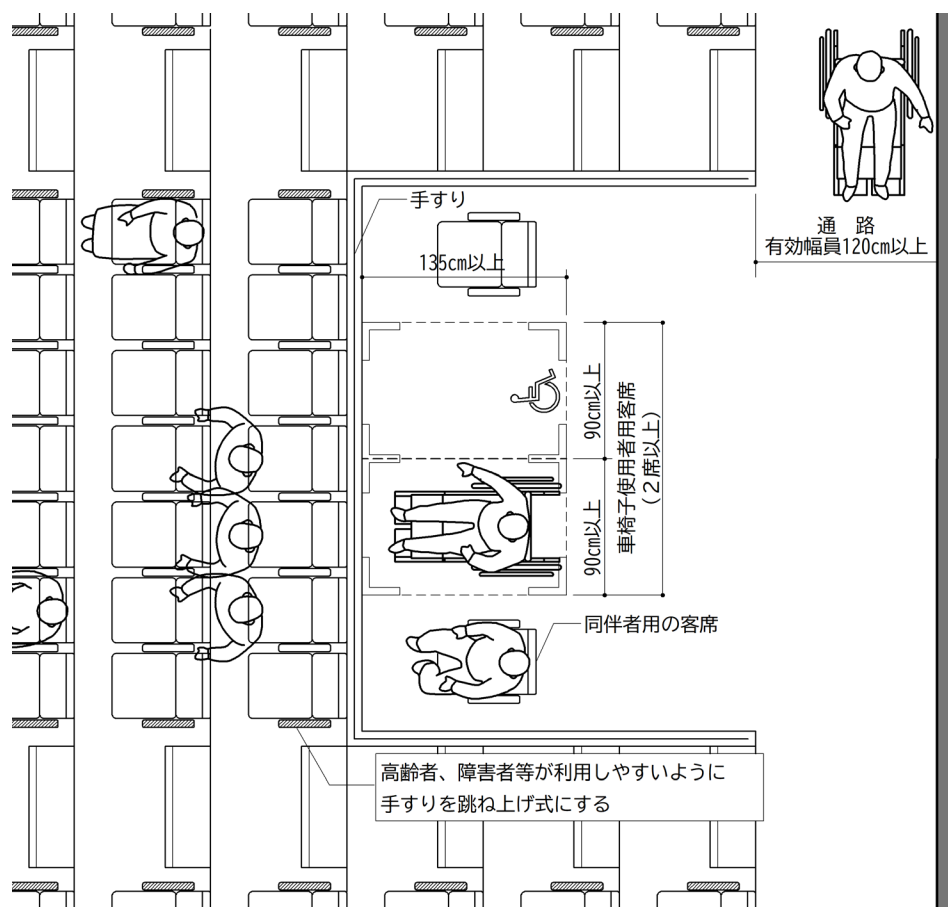 手すり
135cm以上
通　路
有効幅員120cm以上
90cm以上
90cm以上
車椅子使用者用客席
（２席以上）
同伴者用の客席
高齢者、障害者等が利用しやすいように
手すりを跳ね上げ式にする